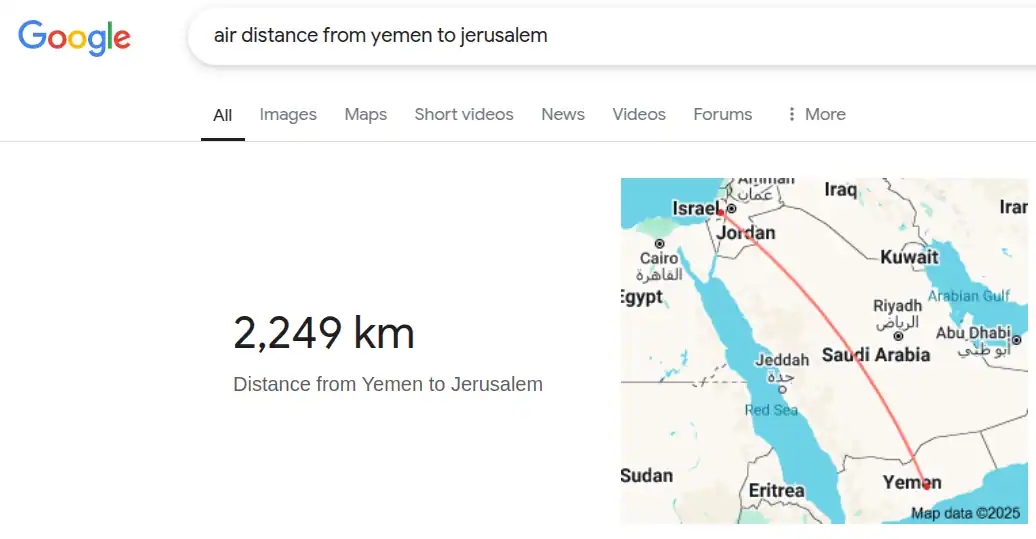 Google
air distance from yemen to jerusalem
All Images Maps Short videos News Videos Forums More
2,249 km
Distance from Yemen to Jerusalem
Amman
عمان
Israel
Iraq
Iran
Jordan
Cairo
القاهرة
Kuwait
Egypt
Arabian Gulf
Riyadh
الرياض
Abu Dhabi
أبو ظبي
Jeddah
جدة
Saudi Arabia
Red Sea
Sudan
Yemen
Eritrea
Map data ©2025